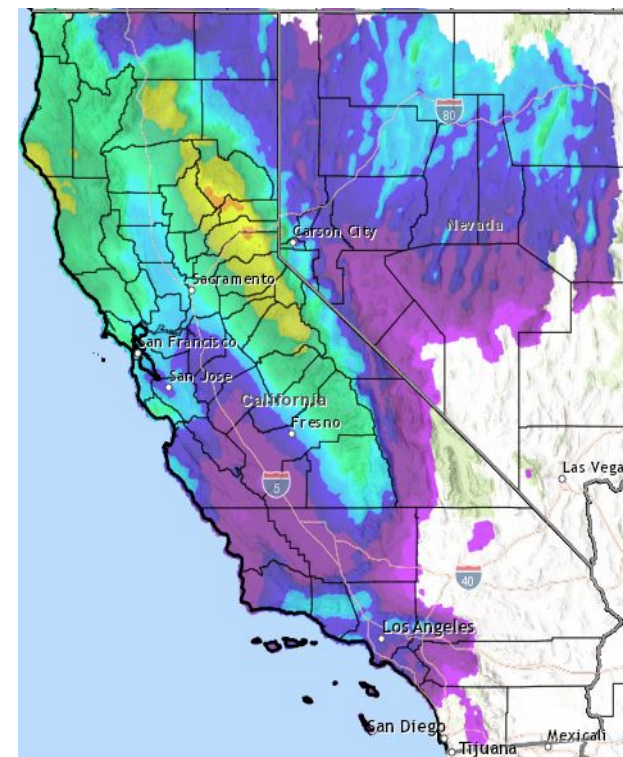 80
Nevada
Carson City
Sacramento
San Francisco
San Jose
California
Fresno
5
Las Vega
40
Los Angeles
San Diego
Mexicali
Tijuana